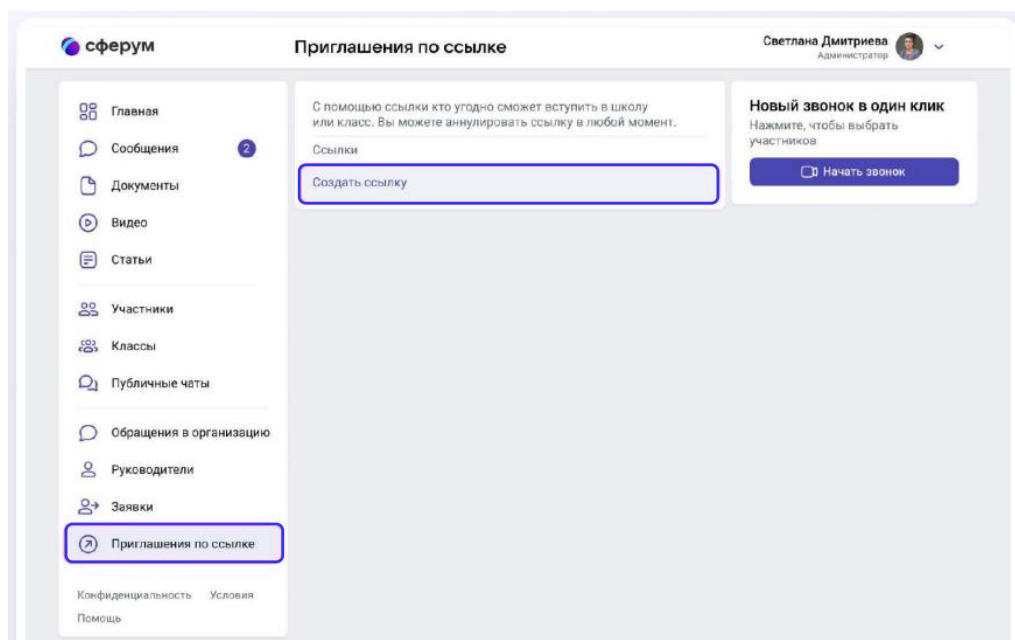 сферум
Приглашения по ссылке
Светлана Дмитриева
Администратор
Главная
Сообщения 2
Документы
Видео
Статьи
Участники
Классы
Публичные чаты
Обращения в организацию
Руководители
Заявки
Приглашения по ссылке
Конфиденциальность Условия
Помощь
С помощью ссылки кто угодно сможет вступить в школу
или класс. Вы можете аннулировать ссылку в любой момент.
Ссылки
Создать ссылку
Новый звонок в один клик
Нажмите, чтобы выбрать
участников
Начать звонок